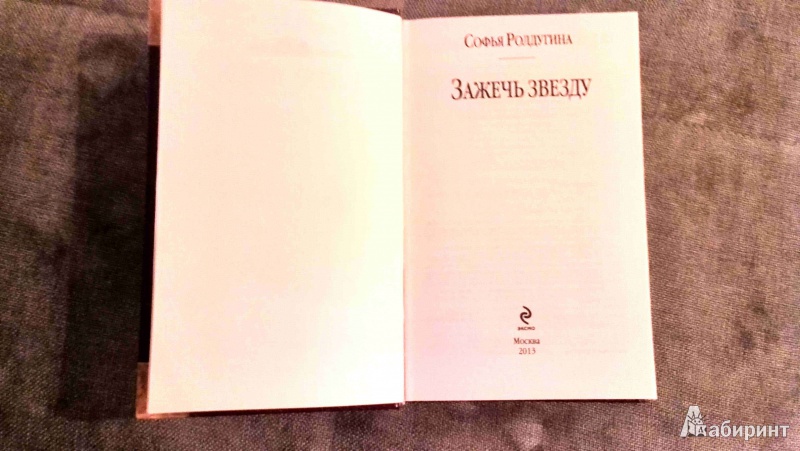 Софья Ролдугина
Зажечь звезду
ЭКСМО
Москва
2013
Лабиринт